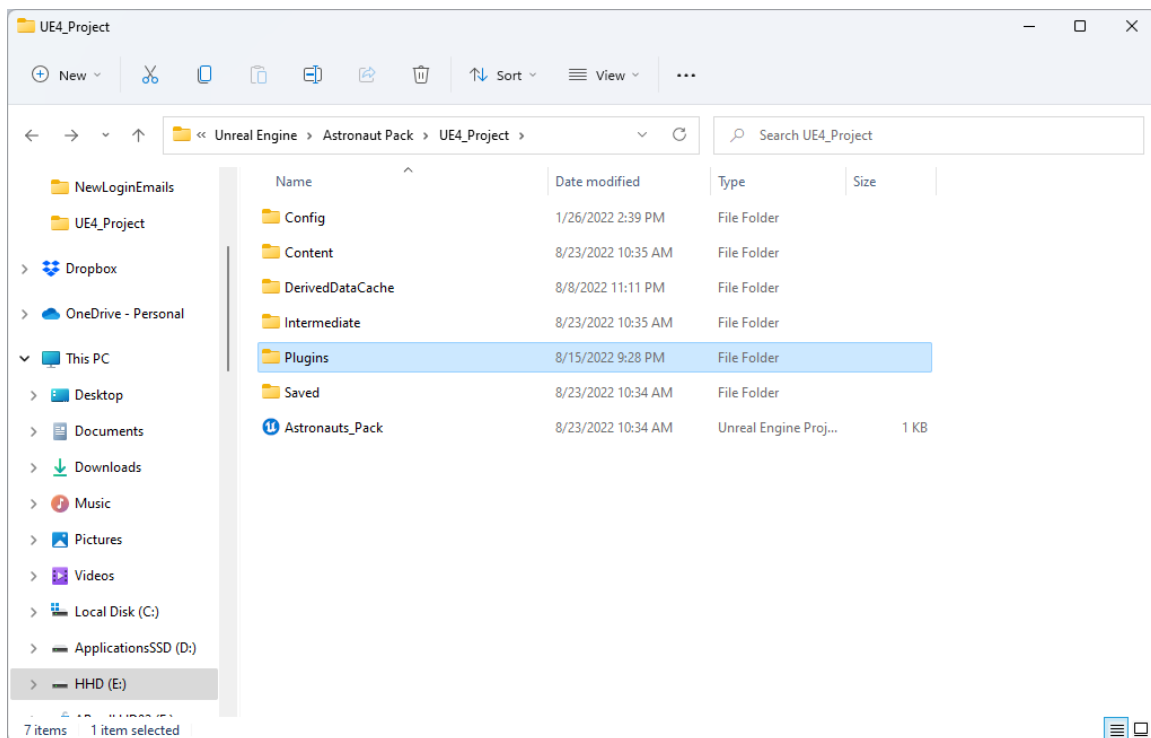 UE4_Project
New Sort View
« Unreal Engine > Astronaut Pack > UE4_Project >
Search UE4_Project
NewLoginEmails
UE4_Project
Dropbox
OneDrive - Personal
This PC
Desktop
Documents
Downloads
Music
Pictures
Videos
Local Disk (C:)
ApplicationsSSD (D:)
HHD (E:)
Name Date modified Type Size
Config 1/26/2022 2:39 PM File Folder
Content 8/23/2022 10:35 AM File Folder
DerivedDataCache 8/8/2022 11:11 PM File Folder
Intermediate 8/23/2022 10:35 AM File Folder
Plugins 8/15/2022 9:28 PM File Folder
Saved 8/23/2022 10:34 AM File Folder
Astronauts_Pack 8/23/2022 10:34 AM Unreal Engine Proj... 1 KB
7 items 1 item selected